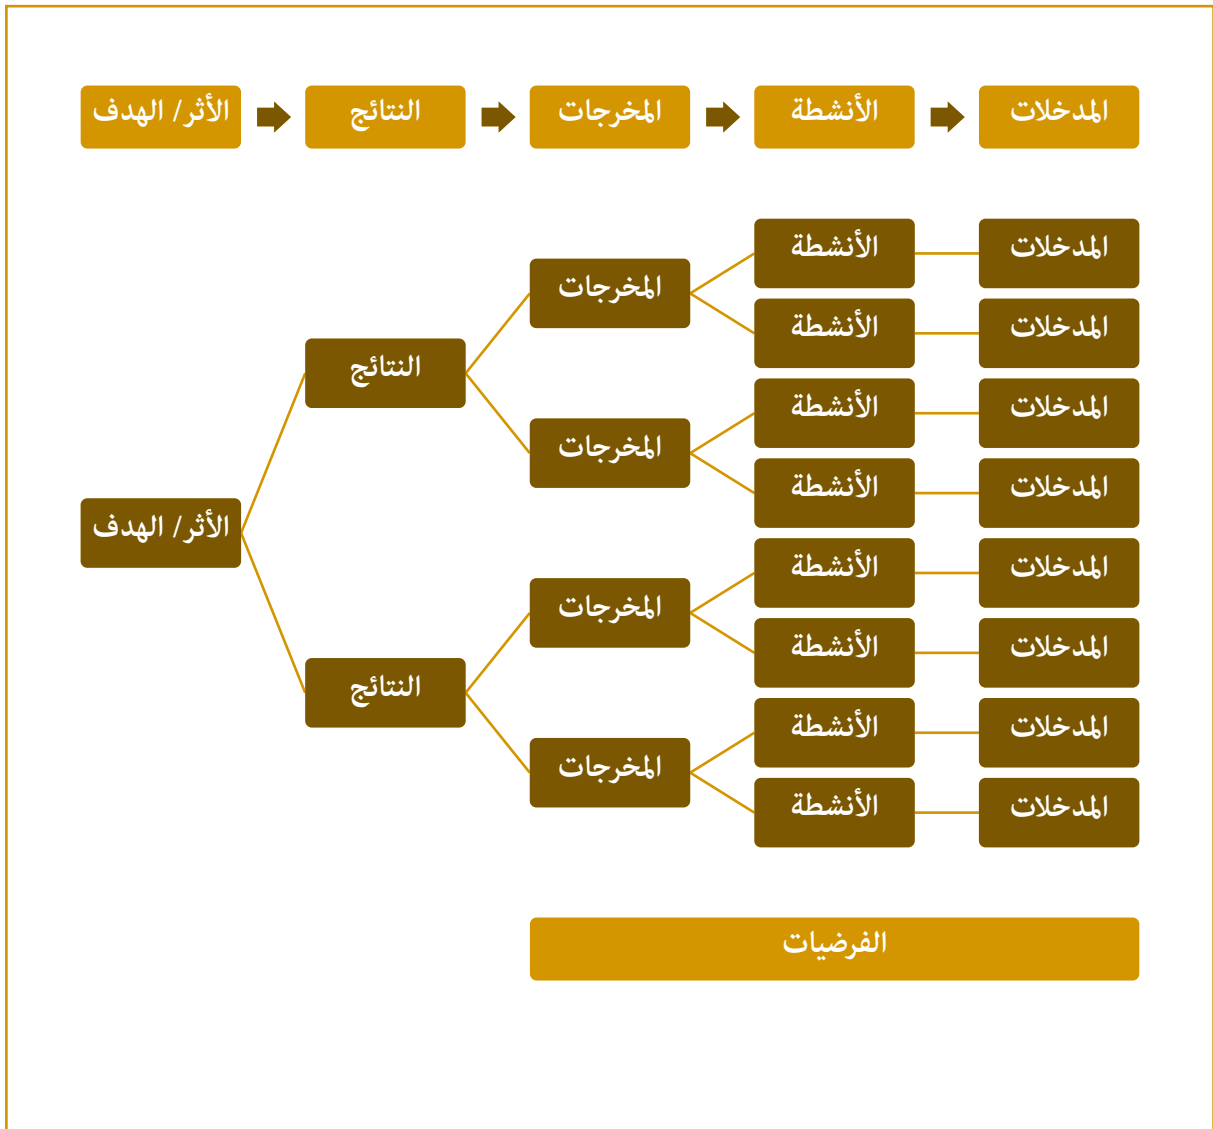 المدخلات
الأنشطة
المخرجات
النتائج
الأثر/ الهدف
المدخلات
الأنشطة
المخرجات
المدخلات
الأنشطة
النتائج
المدخلات
الأنشطة
المخرجات
المدخلات
الأنشطة
الأثر/ الهدف
المدخلات
الأنشطة
المخرجات
المدخلات
الأنشطة
النتائج
المدخلات
الأنشطة
المخرجات
المدخلات
الأنشطة
الفرضيات